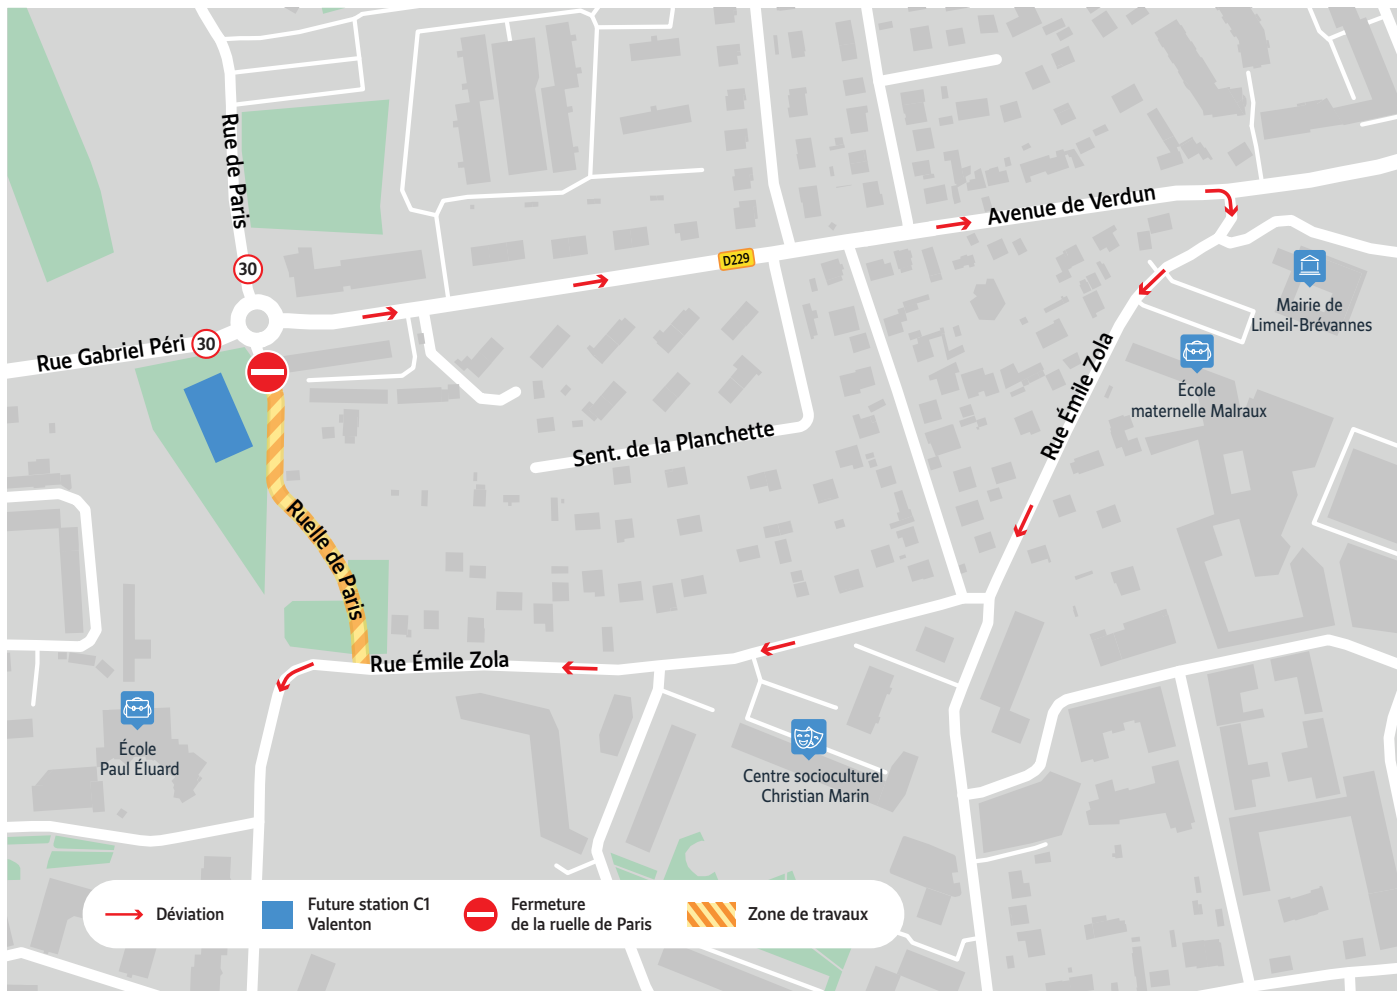 Rue de Paris
30
Rue Gabriel Péri
30
D229
Avenue de Verdun
Mairie de
Limeil-Brévannes
École
maternelle Malraux
Rue Émile Zola
Sent. de la Planchette
Ruelle de Paris
Rue Émile Zola
École
Paul Éluard
Centre socioculturel
Christian Marin
Déviation
Future station C1
Valenton
Fermeture
de la ruelle de Paris
Zone de travaux